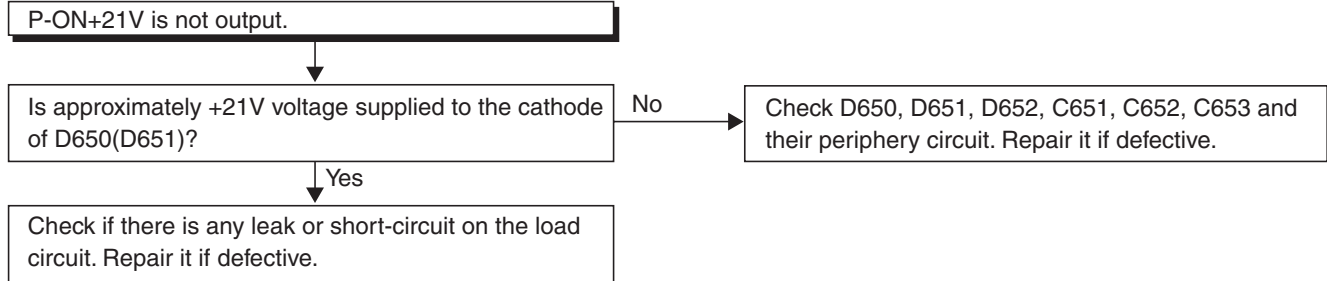 P-ON+21V is not output.
Is approximately +21V voltage supplied to the cathode
of D650(D651)?
No
Check D650, D651, D652, C651, C652, C653 and
their periphery circuit. Repair it if defective.
Yes
Check if there is any leak or short-circuit on the load
circuit. Repair it if defective.